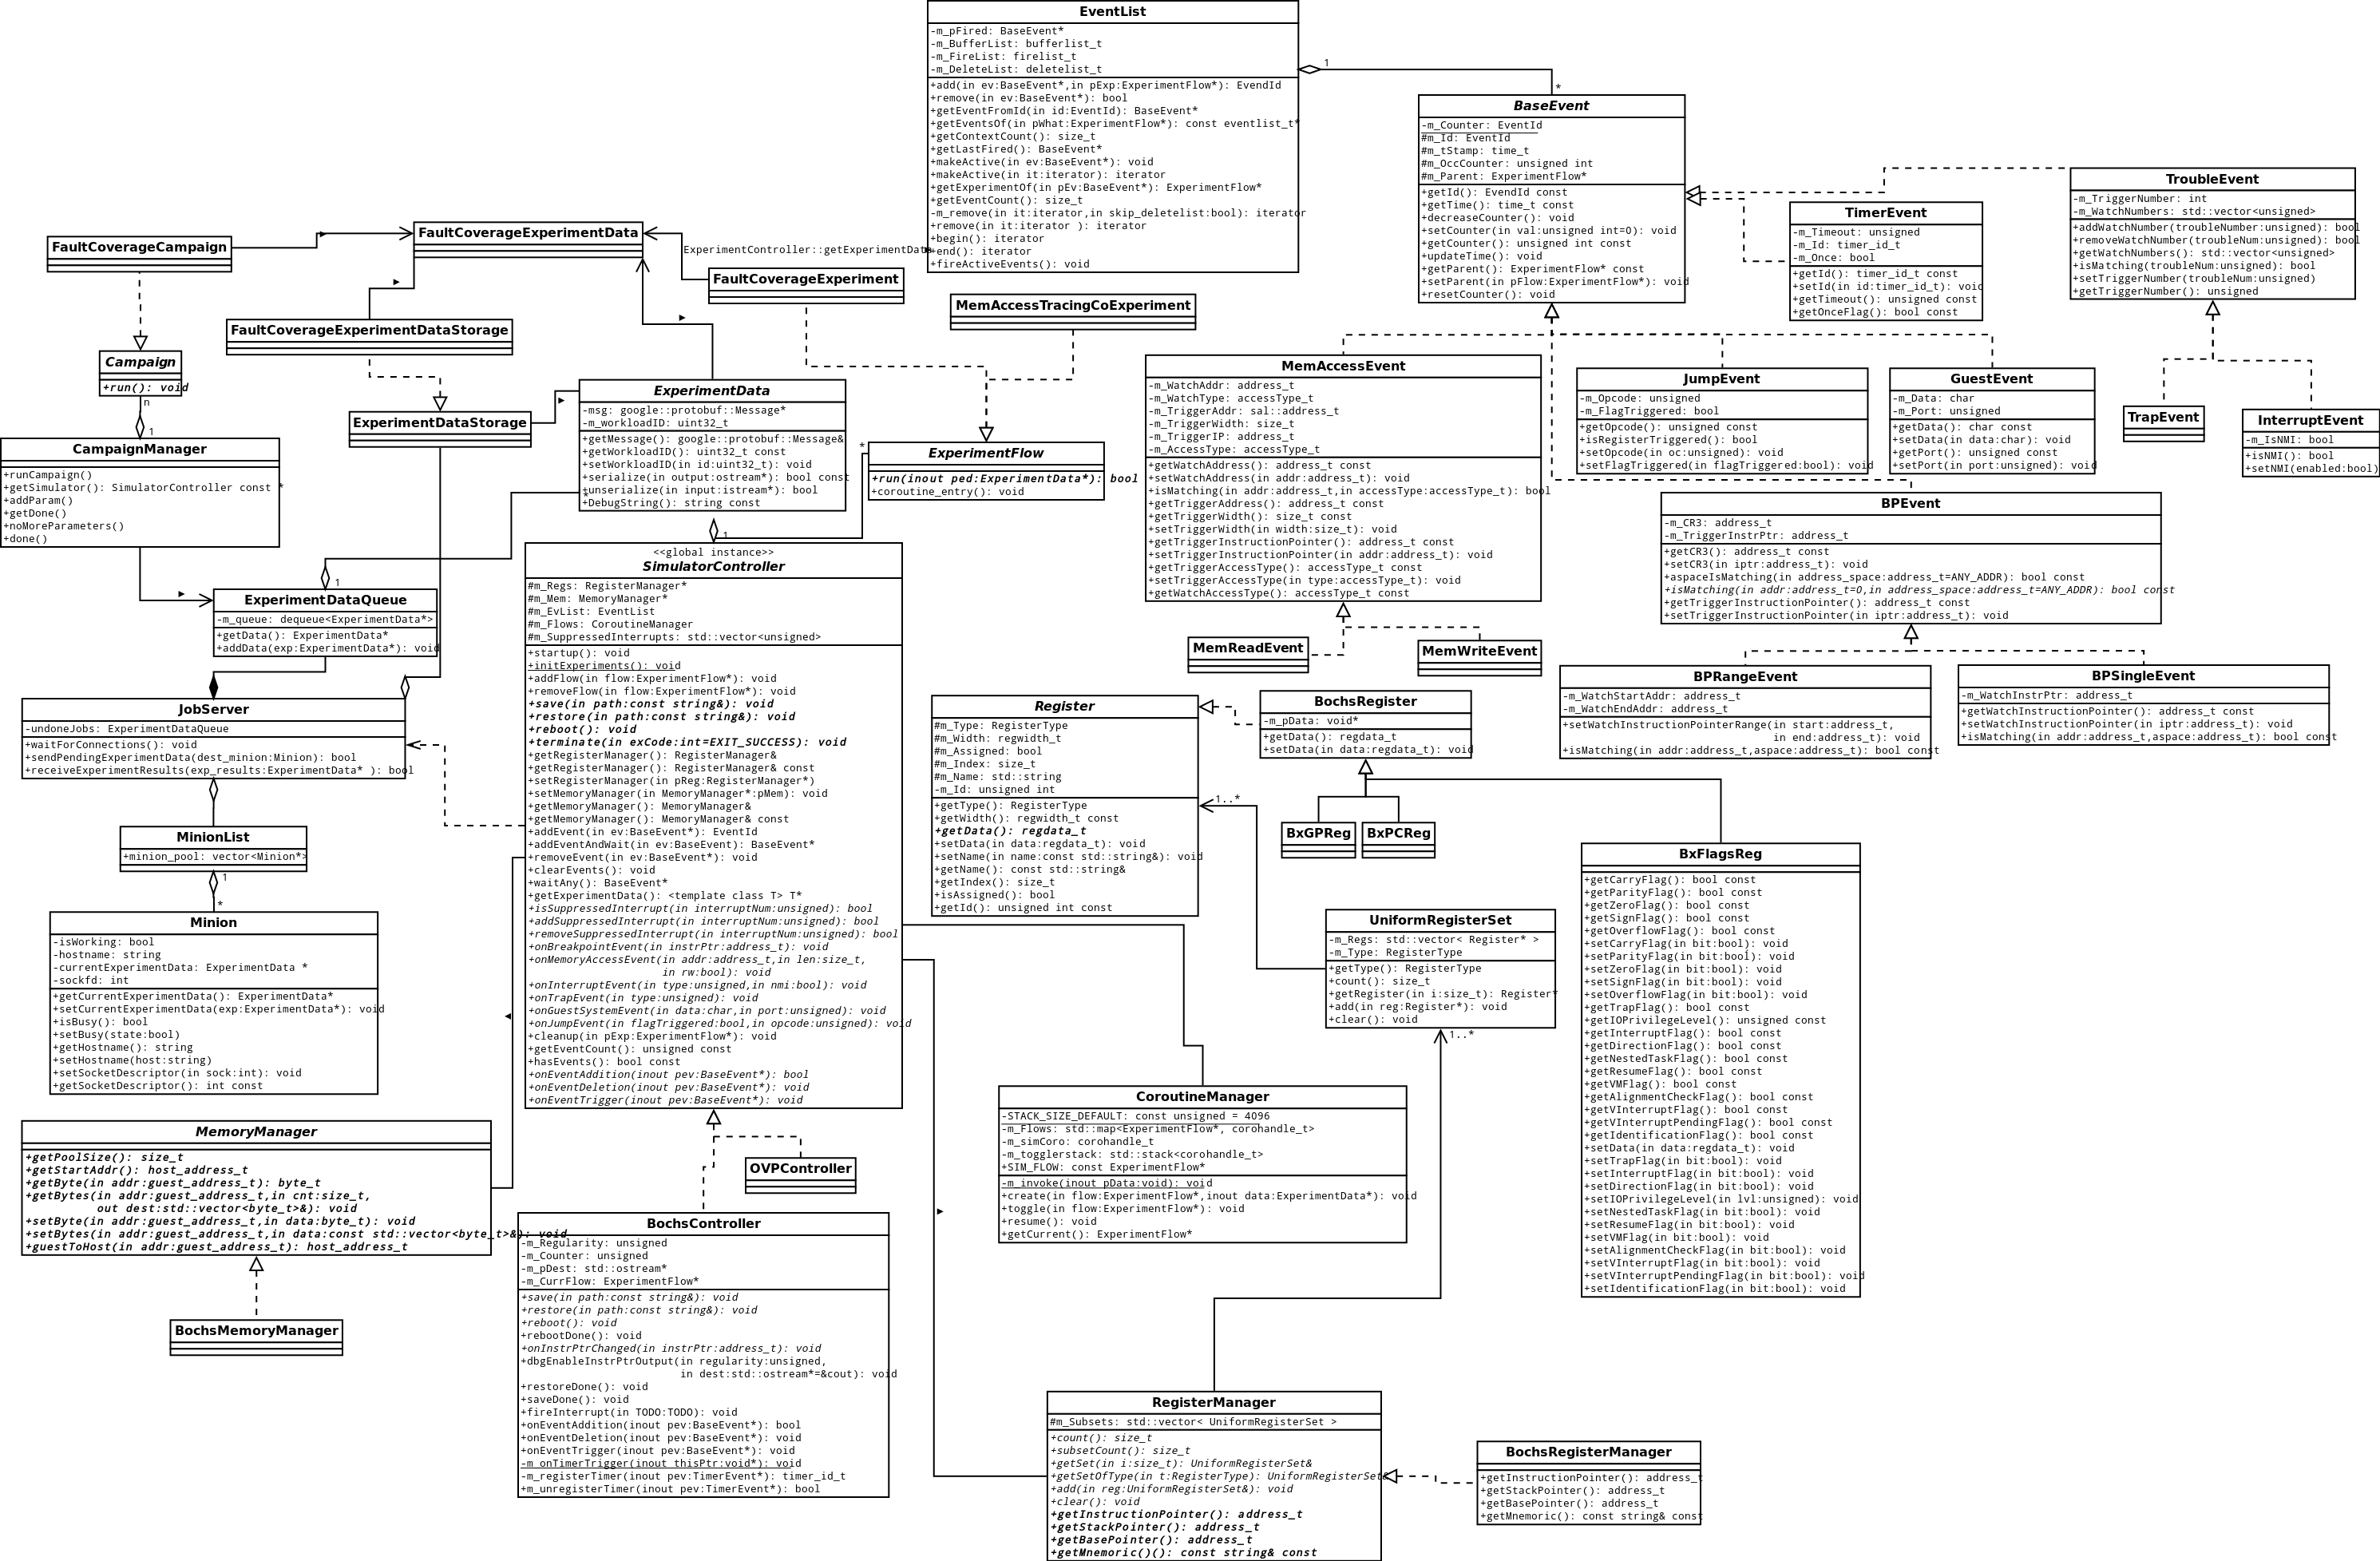 EventList
-m_pFired: BaseEvent*
-m_BufferList: bufferlist_t
-m_FireList: firelist_t
-m_DeleteList: deletelist_t
+add(in ev:BaseEvent*,in pExp:ExperimentFlow*): EvendId
+remove(in ev:BaseEvent*): bool
+getEventFromId(in id:EventId): BaseEvent*
+getEventsOf(in pWhat:ExperimentFlow*): const eventlist_t*
+getContextCount(): size_t
+getLastFired(): BaseEvent*
+makeActive(in ev:BaseEvent*): void
+makeActive(in it:iterator): iterator
+getExperimentOf(in pEv:BaseEvent*): ExperimentFlow*
+getEventCount(): size_t
-m_remove(in it:iterator,in skip_deletelist:bool): iterator
+remove(in it:iterator ): iterator
+begin(): iterator
+end(): iterator
+fireActiveEvents(): void
1
*
BaseEvent
-m_Counter: EventId
#m_Id: EventId
#m_tStamp: time_t
#m_OccCounter: unsigned int
#m_Parent: ExperimentFlow*
+getId(): EvendId const
+getTime(): time_t const
+decreaseCounter(): void
+setCounter(in val:unsigned int=0): void
+getCounter(): unsigned int const
+updateTime(): void
+getParent(): ExperimentFlow* const
+setParent(in pFlow:ExperimentFlow*): void
+resetCounter(): void
TimerEvent
-m_Timeout: unsigned
-m_Id: timer_id_t
-m_Once: bool
+getId(): timer_id_t const
+setId(in id:timer_id_t): void
+getTimeout(): unsigned const
+getOnceFlag(): bool const
TroubleEvent
-m_TriggerNumber: int
-m_WatchNumbers: std::vector<unsigned>
+addWatchNumber(troubleNumber:unsigned): bool
+removeWatchNumber(troubleNum:unsigned): bool
+getWatchNumbers(): std::vector<unsigned>
+isMatching(troubleNum:unsigned): bool
+setTriggerNumber(troubleNum:unsigned)
+getTriggerNumber(): unsigned
FaultCoverageCampaign
FaultCoverageExperimentData
ExperimentController::getExperimentData
FaultCoverageExperiment
MemAccessTracingCoExperiment
FaultCoverageExperimentDataStorage
Campaign
+run(): void
n
1
CampaignManager
+runCampaign()
+getSimulator(): SimulatorController const *
+addParam()
+getDone()
+noMoreParameters()
+done()
ExperimentDataStorage
ExperimentData
-msg: google::protobuf::Message*
-m_workloadID: uint32_t
+getMessage(): google::protobuf::Message&
+getWorkloadID(): uint32_t const
+setWorkloadID(in id:uint32_t): void
+serialize(in output:ostream*): bool const
+unserialize(in input:istream*): bool
+DebugString(): string const
*
*
1
ExperimentFlow
+run(inout ped:ExperimentData*): bool
+coroutine_entry(): void
MemAccessEvent
-m_WatchAddr: address_t
-m_WatchType: accessType_t
-m_TriggerAddr: sal::address_t
-m_TriggerWidth: size_t
-m_TriggerIP: address_t
-m_AccessType: accessType_t
+getWatchAddress(): address_t const
+setWatchAddress(in addr:address_t): void
+isMatching(in addr:address_t,in accessType:accessType_t): bool
+getTriggerAddress(): address_t const
+getTriggerWidth(): size_t const
+setTriggerWidth(in width:size_t): void
+getTriggerInstructionPointer(): address_t const
+setTriggerInstructionPointer(in addr:address_t): void
+getTriggerAccessType(): accessType_t const
+setTriggerAccessType(in type:accessType_t): void
+getWatchAccessType(): accessType_t const
JumpEvent
-m_Opcode: unsigned
-m_FlagTriggered: bool
+getOpcode(): unsigned const
+isRegisterTriggered(): bool
+setOpcode(in oc:unsigned): void
+setFlagTriggered(in flagTriggered:bool): void
GuestEvent
-m_Data: char
-m_Port: unsigned
+getData(): char const
+setData(in data:char): void
+getPort(): unsigned const
+setPort(in port:unsigned): void
TrapEvent
InterruptEvent
-m_IsNMI: bool
+isNMI(): bool
+setNMI(enabled:bool)
BPEvent
-m_CR3: address_t
-m_TriggerInstrPtr: address_t
+getCR3(): address_t const
+setCR3(in iptr:address_t): void
+aspaceIsMatching(in address_space:address_t=ANY_ADDR): bool const
+isMatching(in addr:address_t=0,in address_space:address_t=ANY_ADDR): bool const
+getTriggerInstructionPointer(): address_t const
+setTriggerInstructionPointer(in iptr:address_t): void
MemReadEvent
MemWriteEvent
BPRangeEvent
-m_WatchStartAddr: address_t
-m_WatchEndAddr: address_t
+setWatchInstructionPointerRange(in start:address_t,
in end:address_t): void
+isMatching(in addr:address_t,aspace:address_t): bool const
BPSingleEvent
-m_WatchInstrPtr: address_t
+getWatchInstructionPointer(): address_t const
+setWatchInstructionPointer(in iptr:address_t): void
+isMatching(in addr:address_t,aspace:address_t): bool const
1
ExperimentDataQueue
-m_queue: dequeue<ExperimentData*>
+getData(): ExperimentData*
+addData(exp:ExperimentData*): void
JobServer
-undoneJobs: ExperimentDataQueue
+waitForConnections(): void
+sendPendingExperimentData(dest_minion:Minion): bool
+receiveExperimentResults(exp_results:ExperimentData* ): bool
MinionList
+minion_pool: vector<Minion*>
1
*
Minion
-isWorking: bool
-hostname: string
-currentExperimentData: ExperimentData *
-sockfd: int
+getCurrentExperimentData(): ExperimentData*
+setCurrentExperimentData(exp:ExperimentData*): void
+isBusy(): bool
+setBusy(state:bool)
+getHostname(): string
+setHostname(host:string)
+setSocketDescriptor(in sock:int): void
+getSocketDescriptor(): int const
<<global instance>>
SimulatorController
#m_Regs: RegisterManager*
#m_Mem: MemoryManager*
#m_EvList: EventList
#m_Flows: CoroutineManager
#m_SuppressedInterrupts: std::vector<unsigned>
+startup(): void
+initExperiments(): void
+addFlow(in flow:ExperimentFlow*): void
+removeFlow(in flow:ExperimentFlow*): void
+save(in path:const string&): void
+restore(in path:const string&): void
+reboot(): void
+terminate(in exCode:int=EXIT_SUCCESS): void
+getRegisterManager(): RegisterManager&
+getRegisterManager(): RegisterManager& const
+setRegisterManager(in pReg:RegisterManager*)
+setMemoryManager(in MemoryManager*:pMem): void
+getMemoryManager(): MemoryManager&
+getMemoryManager(): MemoryManager& const
+addEvent(in ev:BaseEvent*): EventId
+addEventAndWait(in ev:BaseEvent): BaseEvent*
+removeEvent(in ev:BaseEvent*): void
+clearEvents(): void
+waitAny(): BaseEvent*
+getExperimentData(): <template class T> T*
+isSuppressedInterrupt(in interruptNum:unsigned): bool
+addSuppressedInterrupt(in interruptNum:unsigned): bool
+removeSuppressedInterrupt(in interruptNum:unsigned): bool
+onBreakpointEvent(in instrPtr:address_t): void
+onMemoryAccessEvent(in addr:address_t,in len:size_t,
in rw:bool): void
+onInterruptEvent(in type:unsigned,in nmi:bool): void
+onTrapEvent(in type:unsigned): void
+onGuestSystemEvent(in data:char,in port:unsigned): void
+onJumpEvent(in flagTriggered:bool,in opcode:unsigned): void
+cleanup(in pExp:ExperimentFlow*): void
+getEventCount(): unsigned const
+hasEvents(): bool const
+onEventAddition(inout pev:BaseEvent*): bool
+onEventDeletion(inout pev:BaseEvent*): void
+onEventTrigger(inout pev:BaseEvent*): void
Register
#m_Type: RegisterType
#m_Width: regwidth_t
#m_Assigned: bool
#m_Index: size_t
#m_Name: std::string
-m_Id: unsigned int
+getType(): RegisterType
+getWidth(): regwidth_t const
+getData(): regdata_t
+setData(in data:regdata_t): void
+setName(in name:const std::string&): void
+getName(): const std::string&
+getIndex(): size_t
+isAssigned(): bool
+getId(): unsigned int const
BochsRegister
-m_pData: void*
+getData(): regdata_t
+setData(in data:regdata_t): void
1..*
BxGPReg
BxPCReg
BxFlagsReg
+getCarryFlag(): bool const
+getParityFlag(): bool const
+getZeroFlag(): bool const
+getSignFlag(): bool const
+getOverflowFlag(): bool const
+setCarryFlag(in bit:bool): void
+setParityFlag(in bit:bool): void
+setZeroFlag(in bit:bool): void
+setSignFlag(in bit:bool): void
+setOverflowFlag(in bit:bool): void
+getTrapFlag(): bool const
+getIOPrivilegeLevel(): unsigned const
+getInterruptFlag(): bool const
+getDirectionFlag(): bool const
+getNestedTaskFlag(): bool const
+getResumeFlag(): bool const
+getVMFlag(): bool const
+getAlignmentCheckFlag(): bool const
+getVInterruptFlag(): bool const
+getVInterruptPendingFlag(): bool const
+getIdentificationFlag(): bool const
+setData(in data:regdata_t): void
+setTrapFlag(in bit:bool): void
+setInterruptFlag(in bit:bool): void
+setDirectionFlag(in bit:bool): void
+setIOPrivilegeLevel(in lvl:unsigned): void
+setNestedTaskFlag(in bit:bool): void
+setResumeFlag(in bit:bool): void
+setVMFlag(in bit:bool): void
+setAlignmentCheckFlag(in bit:bool): void
+setVInterruptFlag(in bit:bool): void
+setVInterruptPendingFlag(in bit:bool): void
+setIdentificationFlag(in bit:bool): void
UniformRegisterSet
-m_Regs: std::vector< Register* >
-m_Type: RegisterType
+getType(): RegisterType
+count(): size_t
+getRegister(in i:size_t): Register*
+add(in reg:Register*): void
+clear(): void
1..*
CoroutineManager
-STACK_SIZE_DEFAULT: const unsigned = 4096
-m_Flows: std::map<ExperimentFlow*, corohandle_t>
-m_simCoro: corohandle_t
-m_togglerstack: std::stack<corohandle_t>
+SIM_FLOW: const ExperimentFlow*
-m_invoke(inout pData:void): void
+create(in flow:ExperimentFlow*,inout data:ExperimentData*): void
+toggle(in flow:ExperimentFlow*): void
+resume(): void
+getCurrent(): ExperimentFlow*
MemoryManager
+getPoolSize(): size_t
+getStartAddr(): host_address_t
+getByte(in addr:guest_address_t): byte_t
+getBytes(in addr:guest_address_t,in cnt:size_t,
out dest:std::vector<byte_t>&): void
+setByte(in addr:guest_address_t,in data:byte_t): void
+setBytes(in addr:guest_address_t,in data:const std::vector<byte_t>&): void
+guestToHost(in addr:guest_address_t): host_address_t
BochsMemoryManager
OVPController
BochsController
-m_Regularity: unsigned
-m_Counter: unsigned
-m_pDest: std::ostream*
-m_CurrFlow: ExperimentFlow*
+save(in path:const string&): void
+restore(in path:const string&): void
+reboot(): void
+rebootDone(): void
+onInstrPtrChanged(in instrPtr:address_t): void
+dbgEnableInstrPtrOutput(in regularity:unsigned,
in dest:std::ostream*=&cout): void
+restoreDone(): void
+saveDone(): void
+fireInterrupt(in TODO:TODO): void
+onEventAddition(inout pev:BaseEvent*): bool
+onEventDeletion(inout pev:BaseEvent*): void
+onEventTrigger(inout pev:BaseEvent*): void
-m_onTimerTrigger(inout thisPtr:void*): void
-m_registerTimer(inout pev:TimerEvent*): timer_id_t
+m_unregisterTimer(inout pev:TimerEvent*): bool
RegisterManager
#m_Subsets: std::vector< UniformRegisterSet >
+count(): size_t
+subsetCount(): size_t
+getSet(in i:size_t): UniformRegisterSet&
+getSetOfType(in t:RegisterType): UniformRegisterSet&
+add(in reg:UniformRegisterSet&): void
+clear(): void
+getInstructionPointer(): address_t
+getStackPointer(): address_t
+getBasePointer(): address_t
+getMnemoric()(): const string& const
BochsRegisterManager
+getInstructionPointer(): address_t
+getStackPointer(): address_t
+getBasePointer(): address_t
+getMnemoric(): const string& const